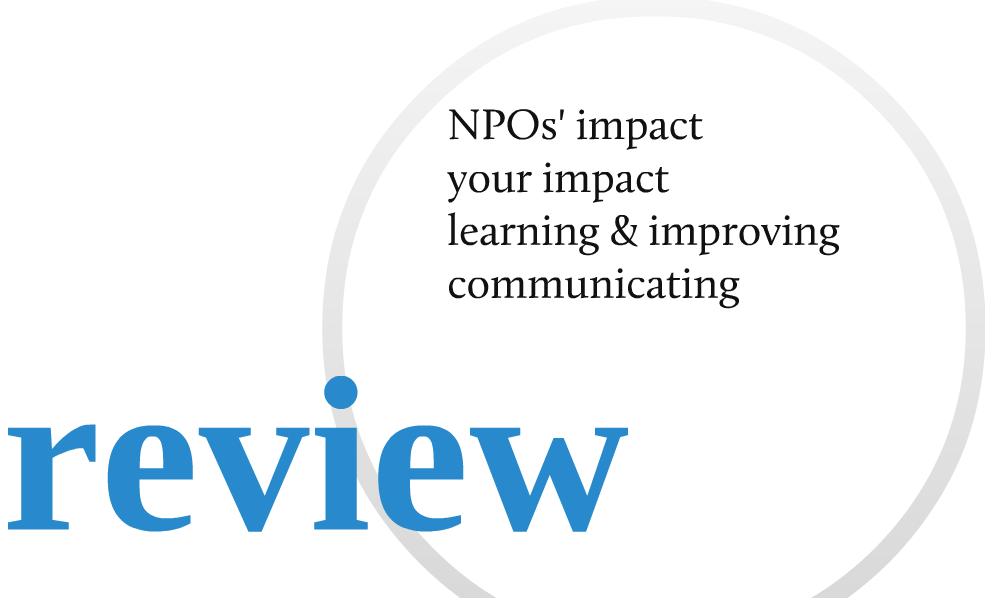 NPOs' impact
your impact
learning & improving
communicating
review